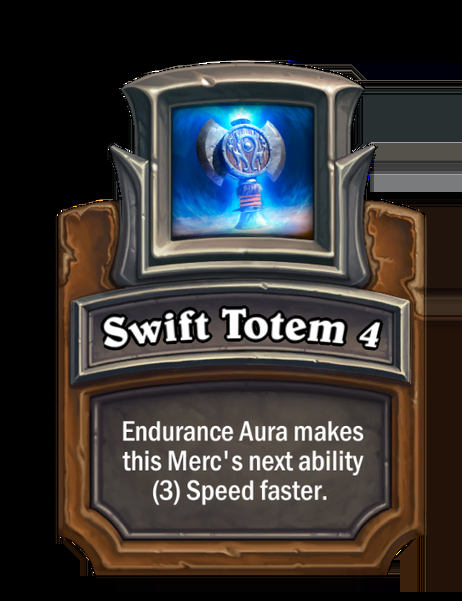 Swift Totem 4
Endurance Aura makes
this Merc's next ability
(3) Speed faster.